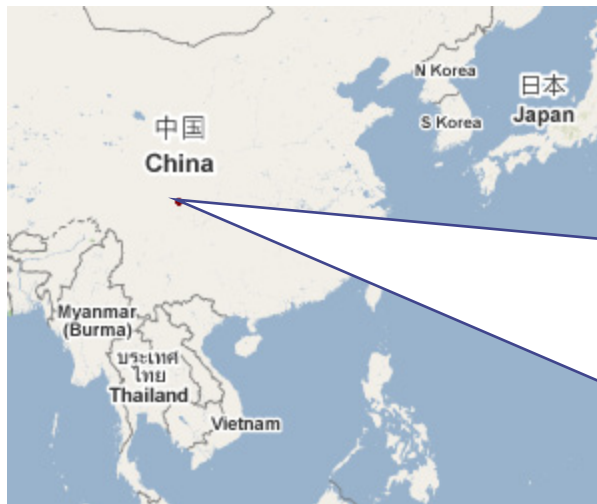 N Korea
日本
Japan
S Korea
中国
China
Myanmar
(Burma)
ประเทศ
ไทย
Thailand
Vietnam